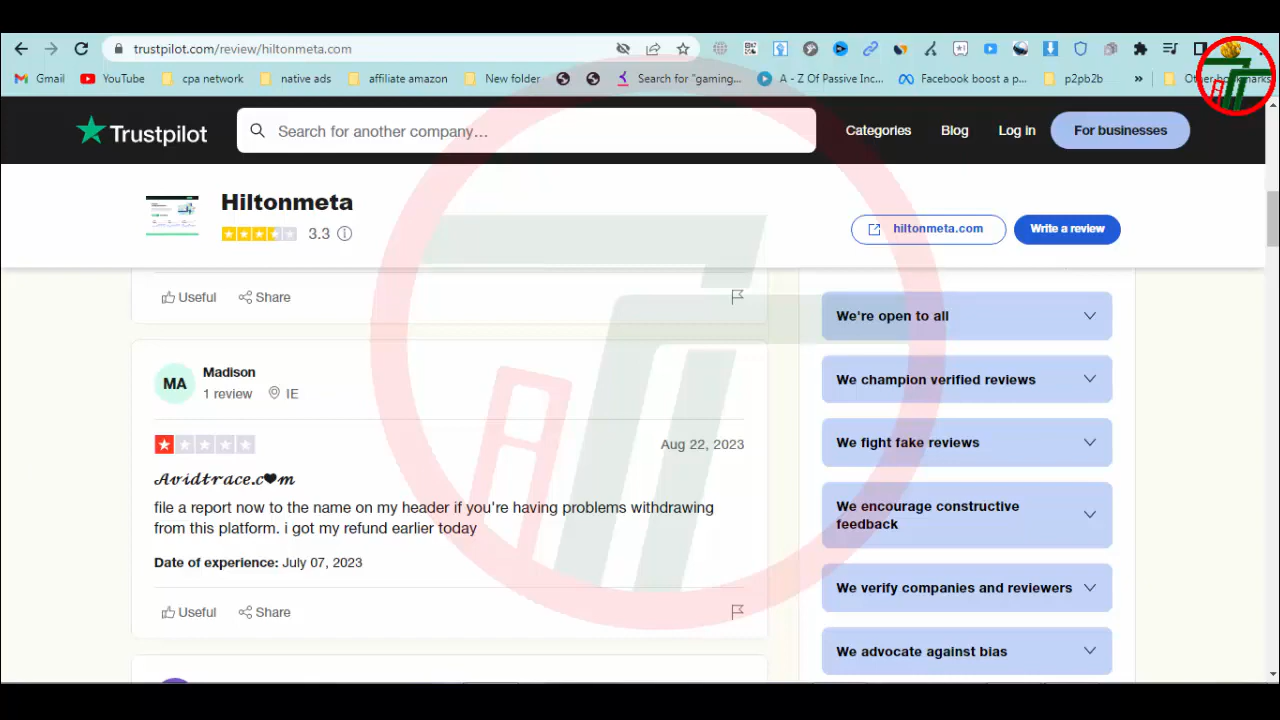 trustpilot.com/review/hiltonmeta.com
Gmail YouTube cpa network native ads affiliate amazon New folder Search for "gaming... A - Z Of Passive Inc... Facebook boost a p... p2pb2b »
Trustpilot Search for another company... Categories Blog Log in For businesses
Hiltonmeta
3.3
hiltonmeta.com Write a review
Useful Share
Madison
MA
1 review IE
Aug 22, 2023
𝓐𝓿𝓲𝓭𝓽𝓻𝓪𝓬𝓮.𝓬❤𝓶
file a report now to the name on my header if you're having problems withdrawing
from this platform. i got my refund earlier today
Date of experience: July 07, 2023
Useful Share
We're open to all
We champion verified reviews
We fight fake reviews
We encourage constructive
feedback
We verify companies and reviewers
We advocate against bias